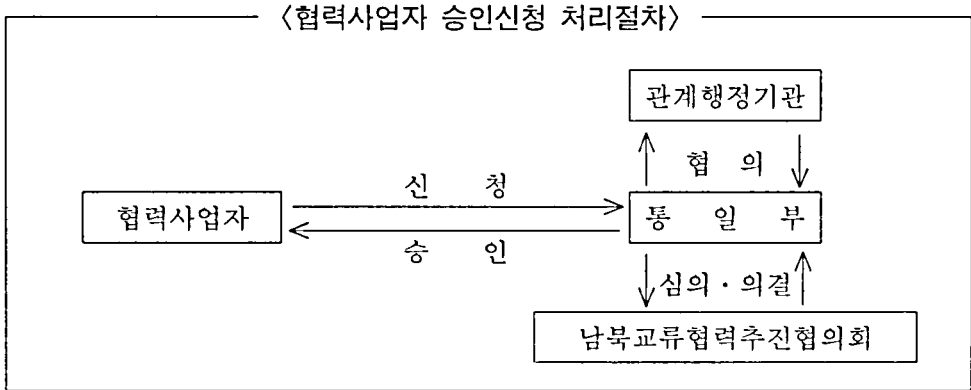 〈협력사업자 승인신청 처리절차〉
관계행정기관
협 의
신 청
협력사업자
통 일 부
승 인
심의·의결
남북교류협력추진협의회